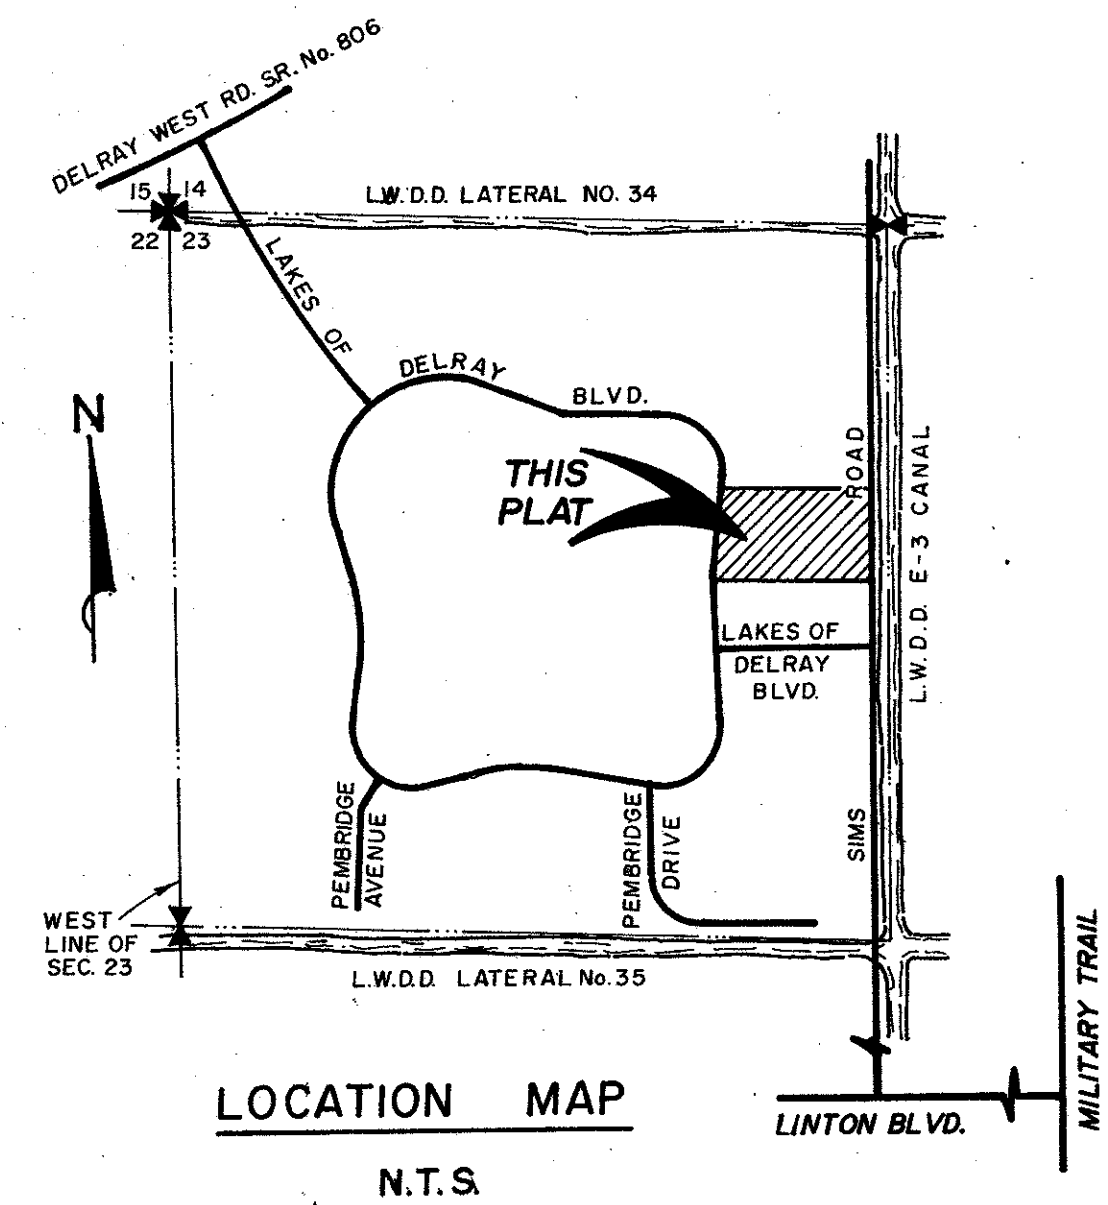 DELRAY WEST RD. S.R. No. 806
15 14
22 23
L.W.D.D. LATERAL NO. 34
LAKES OF
DELRAY
BLVD.
N
THIS
PLAT
ROAD
L.W.D.D. E-3 CANAL
LAKES OF
DELRAY
BLVD.
SIMS
PEMBRIDGE
AVENUE
PEMBRIDGE
DRIVE
WEST
LINE OF
SEC. 23
L.W.D.D. LATERAL No. 35
MILITARY TRAIL
LINTON BLVD.
LOCATION MAP
N.T.S.